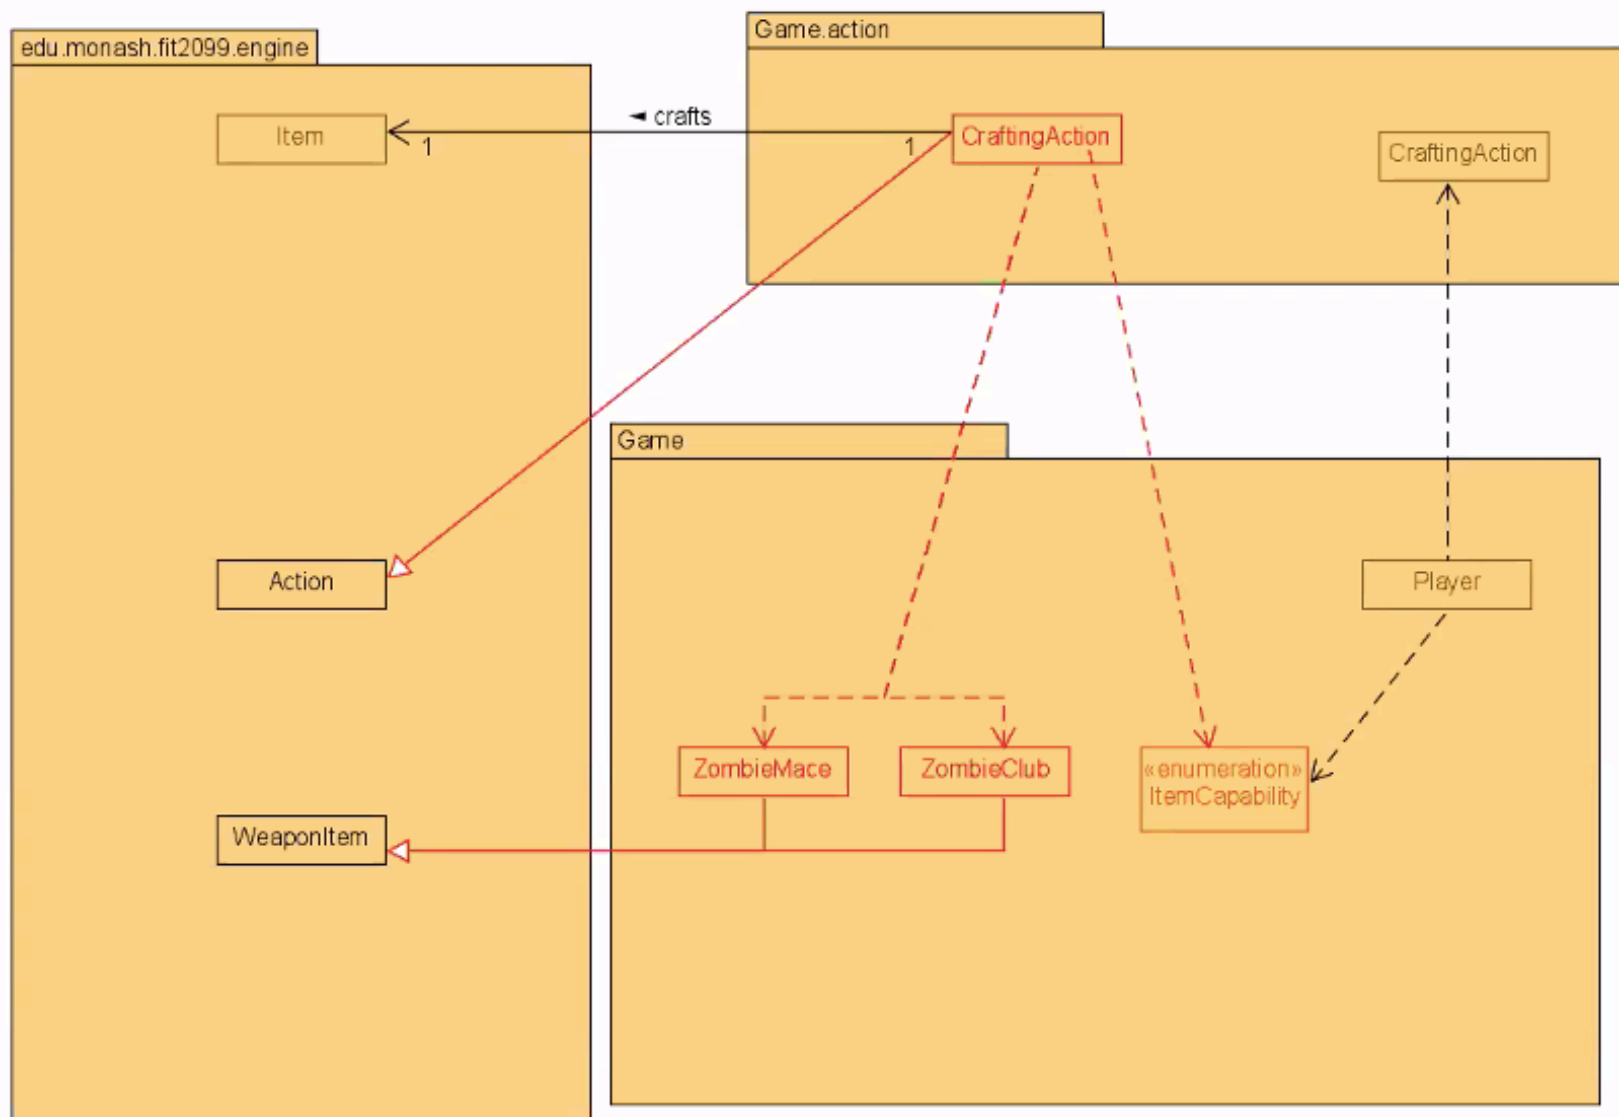 edu.monash.fit2099.engine
Game.action
Item
◄ crafts
1
1
CraftingAction
CraftingAction
Game
Action
Player
ZombieMace
ZombieClub
«enumeration»
ItemCapability
WeaponItem